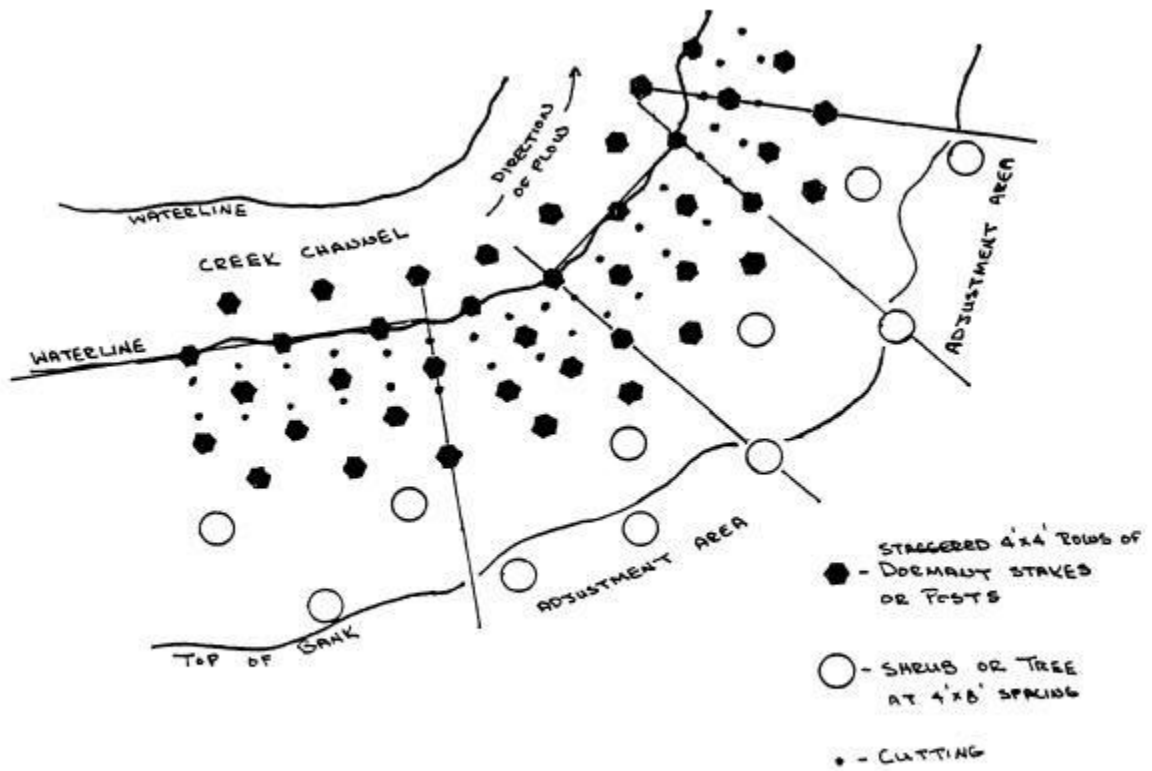 DIRECTION
OF FLOW
WATERLINE
CREEK CHANNEL
WATERLINE
ADJUSTMENT AREA
ADJUSTMENT AREA
TOP OF BANK
STAGGERED 4'x4' ROWS OF
- DORMANT STAKES
OR POSTS
- SHRUB OR TREE
AT 4'x8' SPACING
- CUTTING